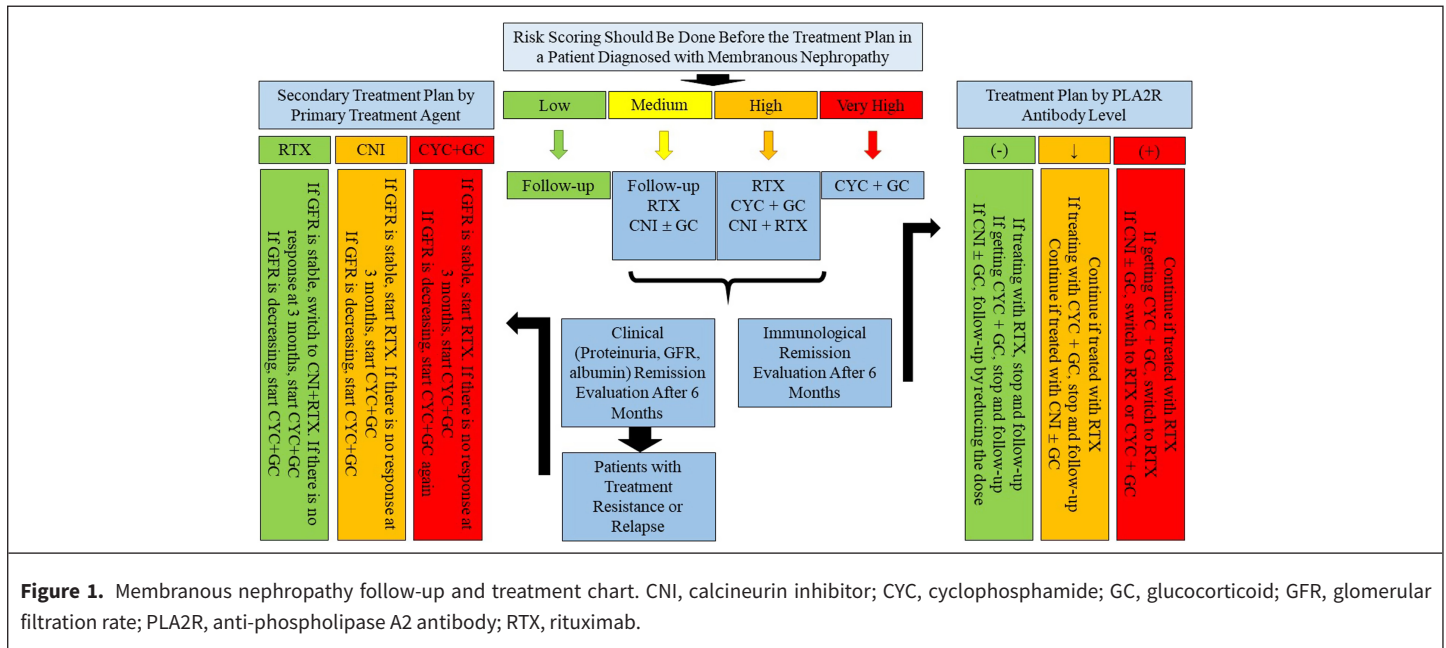 Risk Scoring Should Be Done Before the Treatment Plan in
a Patient Diagnosed with Membranous Nephropathy
Secondary Treatment Plan by
Primary Treatment Agent
RTX
CNI
CYC+GC
If GFR is stable, switch to CNI+RTX. If there is no
response at 3 months, start CYC+GC
If GFR is decreasing, start CYC+GC
If GFR is stable, start RTX. If there is no response at
3 months, start CYC+GC
If GFR is decreasing, start CYC+GC
If GFR is stable, start RTX. If there is no response at
3 months, start CYC+GC
If GFR is decreasing, start CYC+GC again
Low
Medium
High
Very High
Follow-up
Follow-up
RTX
CNI ± GC
RTX
CYC + GC
CNI + RTX
CYC + GC
Clinical
(Proteinuria, GFR,
albumin) Remission
Evaluation After 6
Months
Immunological
Remission
Evaluation After 6
Months
Patients with
Treatment
Resistance or
Relapse
Treatment Plan by PLA2R
Antibody Level
(-)
↓
(+)
If treating with RTX, stop and follow-up
If getting CYC + GC, stop and follow-up
If CNI ± GC, follow-up by reducing the dose
Continue if treated with RTX
If treating with CYC + GC, stop and follow-up
Continue if treated with CNI ± GC
Continue if treated with RTX
If getting CYC + GC, switch to RTX
If CNI ± GC, switch to RTX or CYC + GC
Figure 1. Membranous nephropathy follow-up and treatment chart. CNI, calcineurin inhibitor; CYC, cyclophosphamide; GC, glucocorticoid; GFR, glomerular
filtration rate; PLA2R, anti-phospholipase A2 antibody; RTX, rituximab.